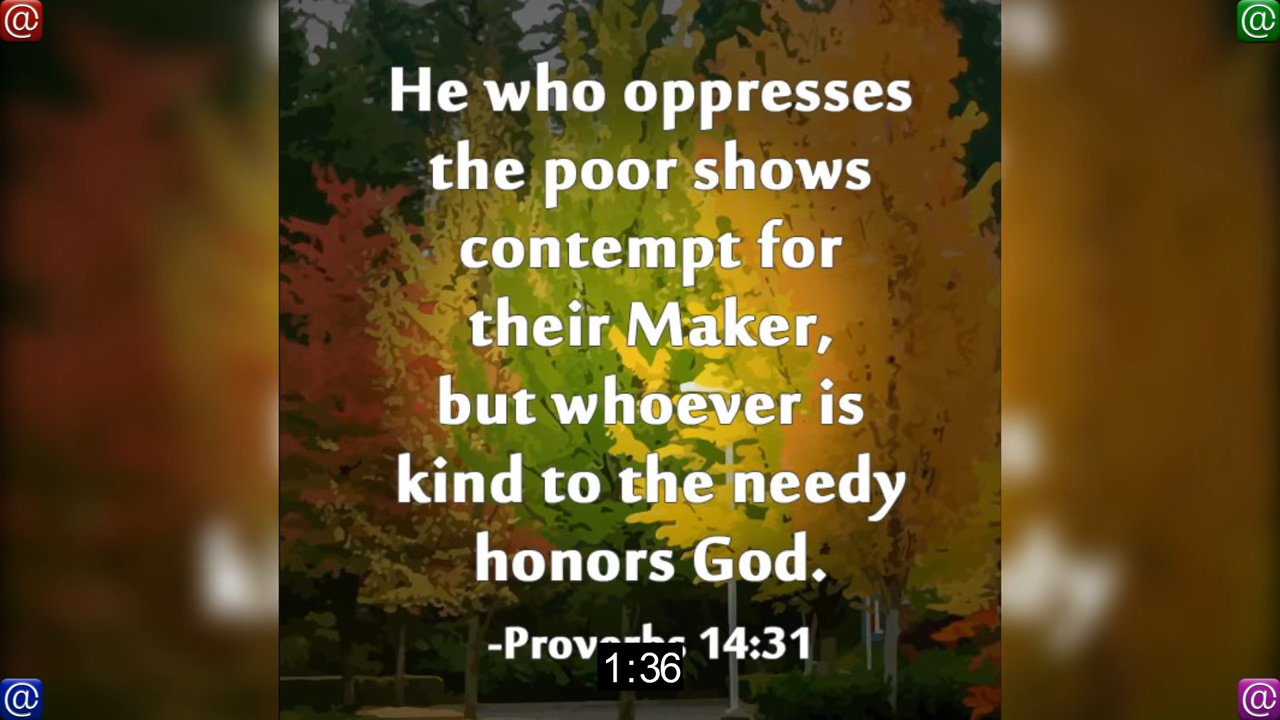 @ @
He who oppresses
the poor shows
contempt for
their Maker,
but whoever is
kind to the needy
honors God.
-Proverbs 14:31
1:36
@ @